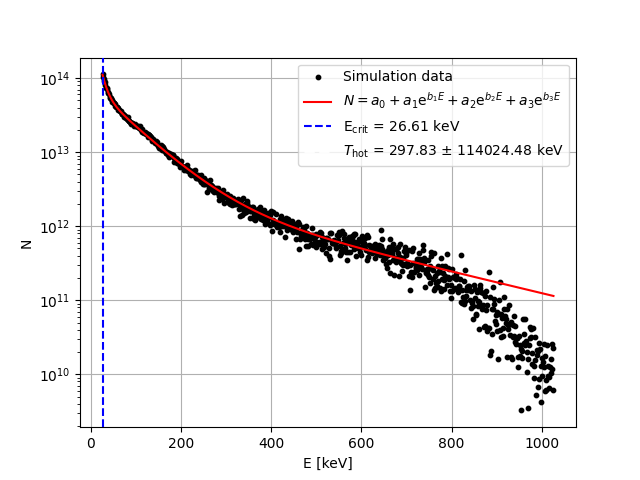 Simulation data
N = a₀ + a₁e^{b₁E} + a₂e^{b₂E} + a₃e^{b₃E}
E_crit = 26.61 keV
T_hot = 297.83 ± 114024.48 keV
10¹⁴
10¹³
10¹²
10¹¹
10¹⁰
N
0 200 400 600 800 1000
E [keV]